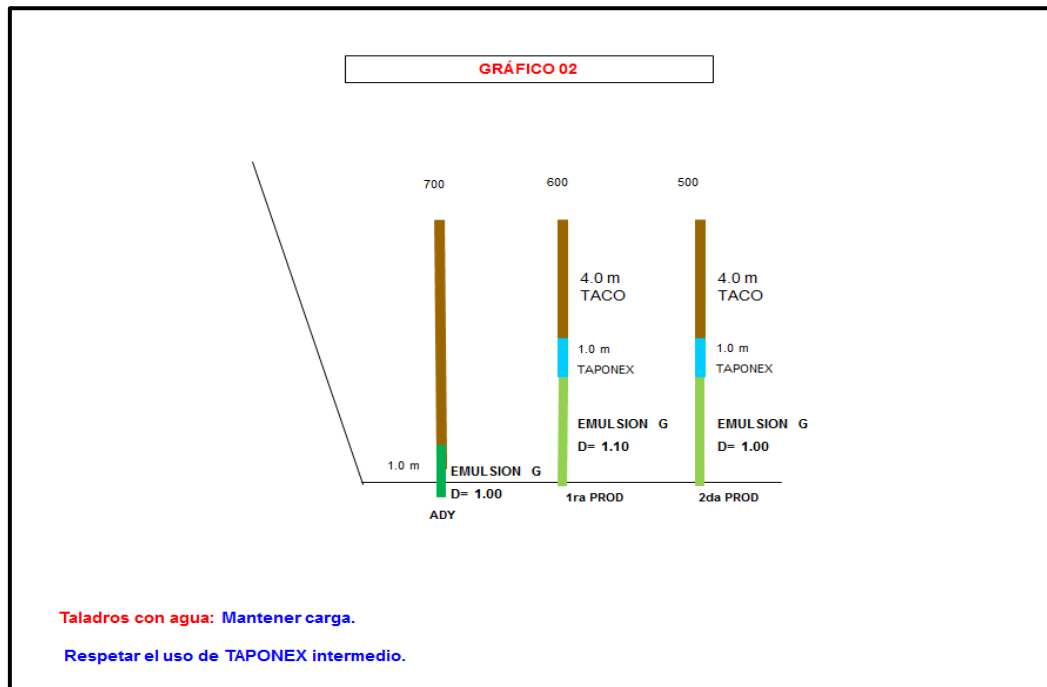 GRÁFICO 02
700
600
500
4.0 m
TACO
4.0 m
TACO
1.0 m
TAPONEX
1.0 m
TAPONEX
EMULSION G
D= 1.10
EMULSION G
D= 1.00
1.0 m
EMULSION G
D= 1.00
ADY
1ra PROD
2da PROD
Taladros con agua: Mantener carga.
Respetar el uso de TAPONEX intermedio.